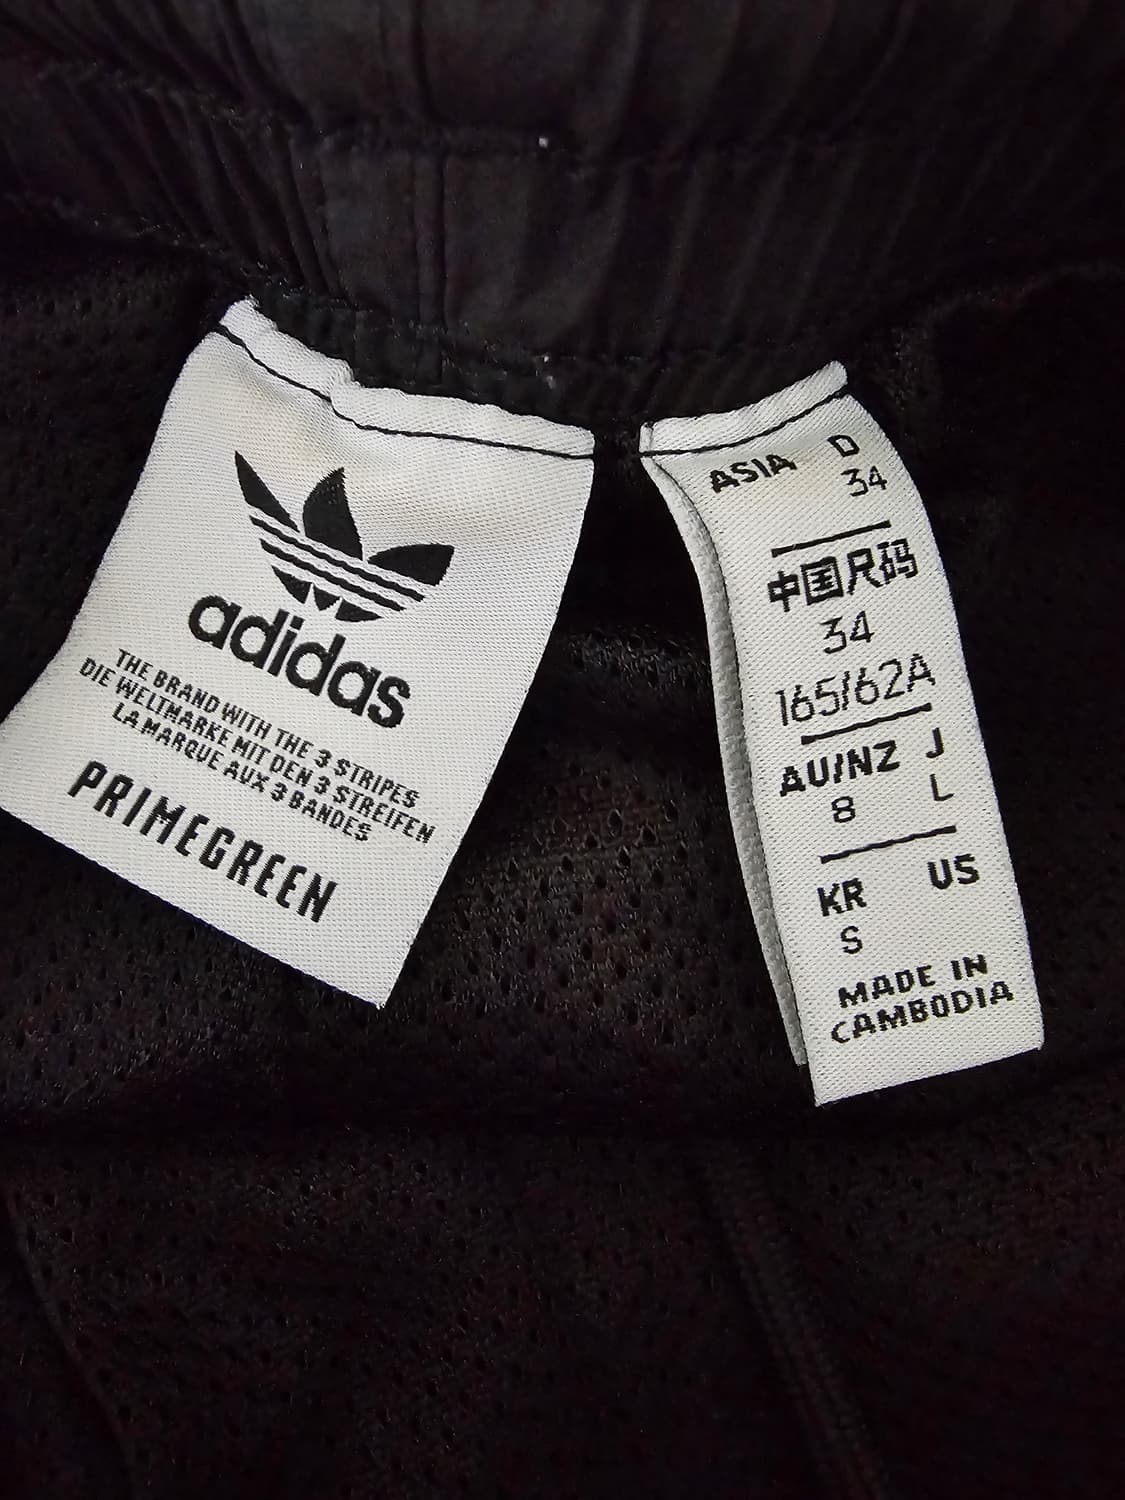 adidas
THE BRAND WITH THE 3 STRIPES
DIE WELTMARKE MIT DEN 3 STREIFEN
LA MARQUE AUX 3 BANDES
PRIMEGREEN
ASIA D
34
中国尺码
34
165/62A
AU/NZ J
8 L
KR US
S
MADE IN
CAMBODIA